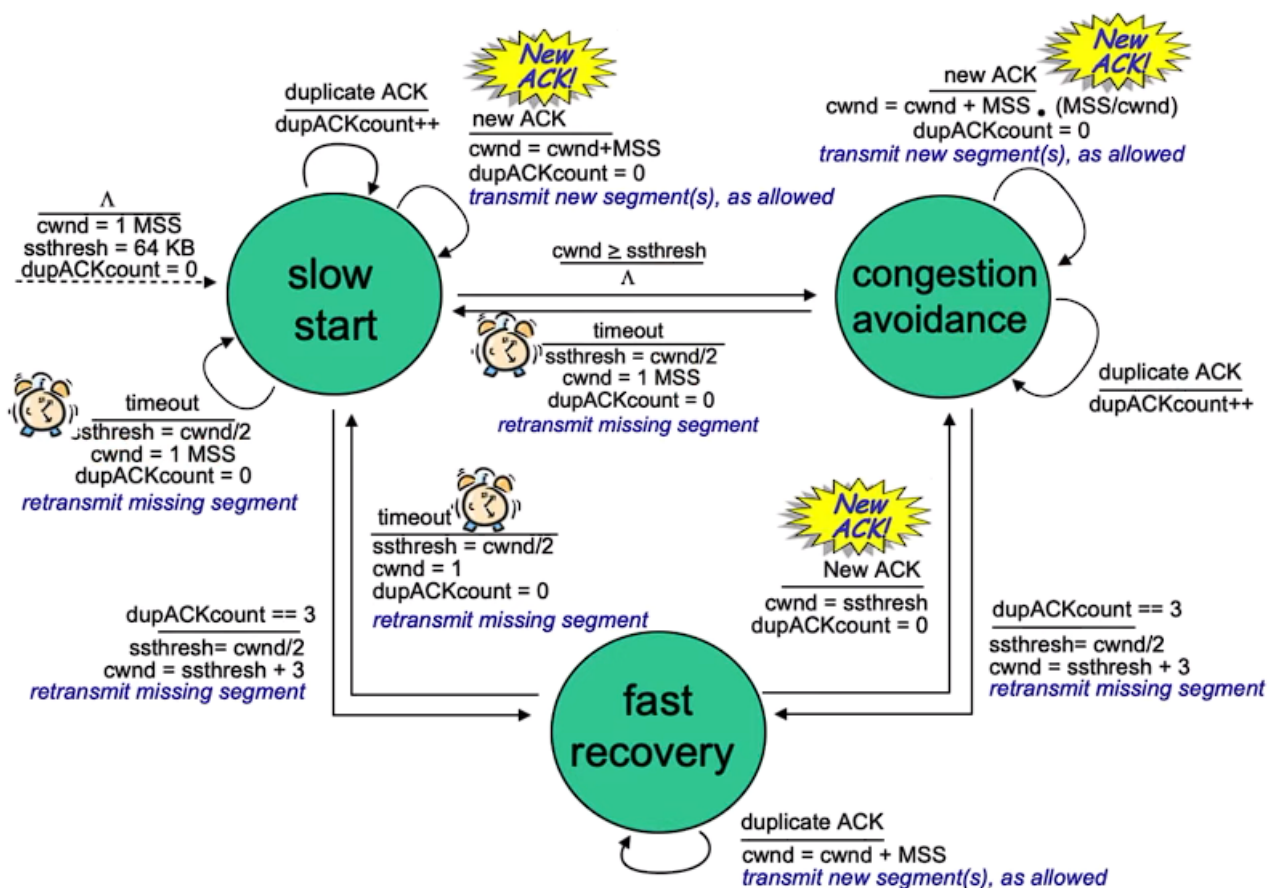 New
ACK!
duplicate ACK
dupACKcount++
new ACK
cwnd = cwnd+MSS
dupACKcount = 0
transmit new segment(s), as allowed
New
ACK!
new ACK
cwnd = cwnd + MSS • (MSS/cwnd)
dupACKcount = 0
transmit new segment(s), as allowed
Λ
cwnd = 1 MSS
ssthresh = 64 KB
dupACKcount = 0
slow
start
cwnd ≥ ssthresh
Λ
congestion
avoidance
timeout
ssthresh = cwnd/2
cwnd = 1 MSS
dupACKcount = 0
retransmit missing segment
duplicate ACK
dupACKcount++
timeout
ssthresh = cwnd/2
cwnd = 1 MSS
dupACKcount = 0
retransmit missing segment
timeout
ssthresh = cwnd/2
cwnd = 1
dupACKcount = 0
retransmit missing segment
New
ACK!
New ACK
cwnd = ssthresh
dupACKcount = 0
dupACKcount == 3
ssthresh= cwnd/2
cwnd = ssthresh + 3
retransmit missing segment
dupACKcount == 3
ssthresh= cwnd/2
cwnd = ssthresh + 3
retransmit missing segment
fast
recovery
duplicate ACK
cwnd = cwnd + MSS
transmit new segment(s), as allowed